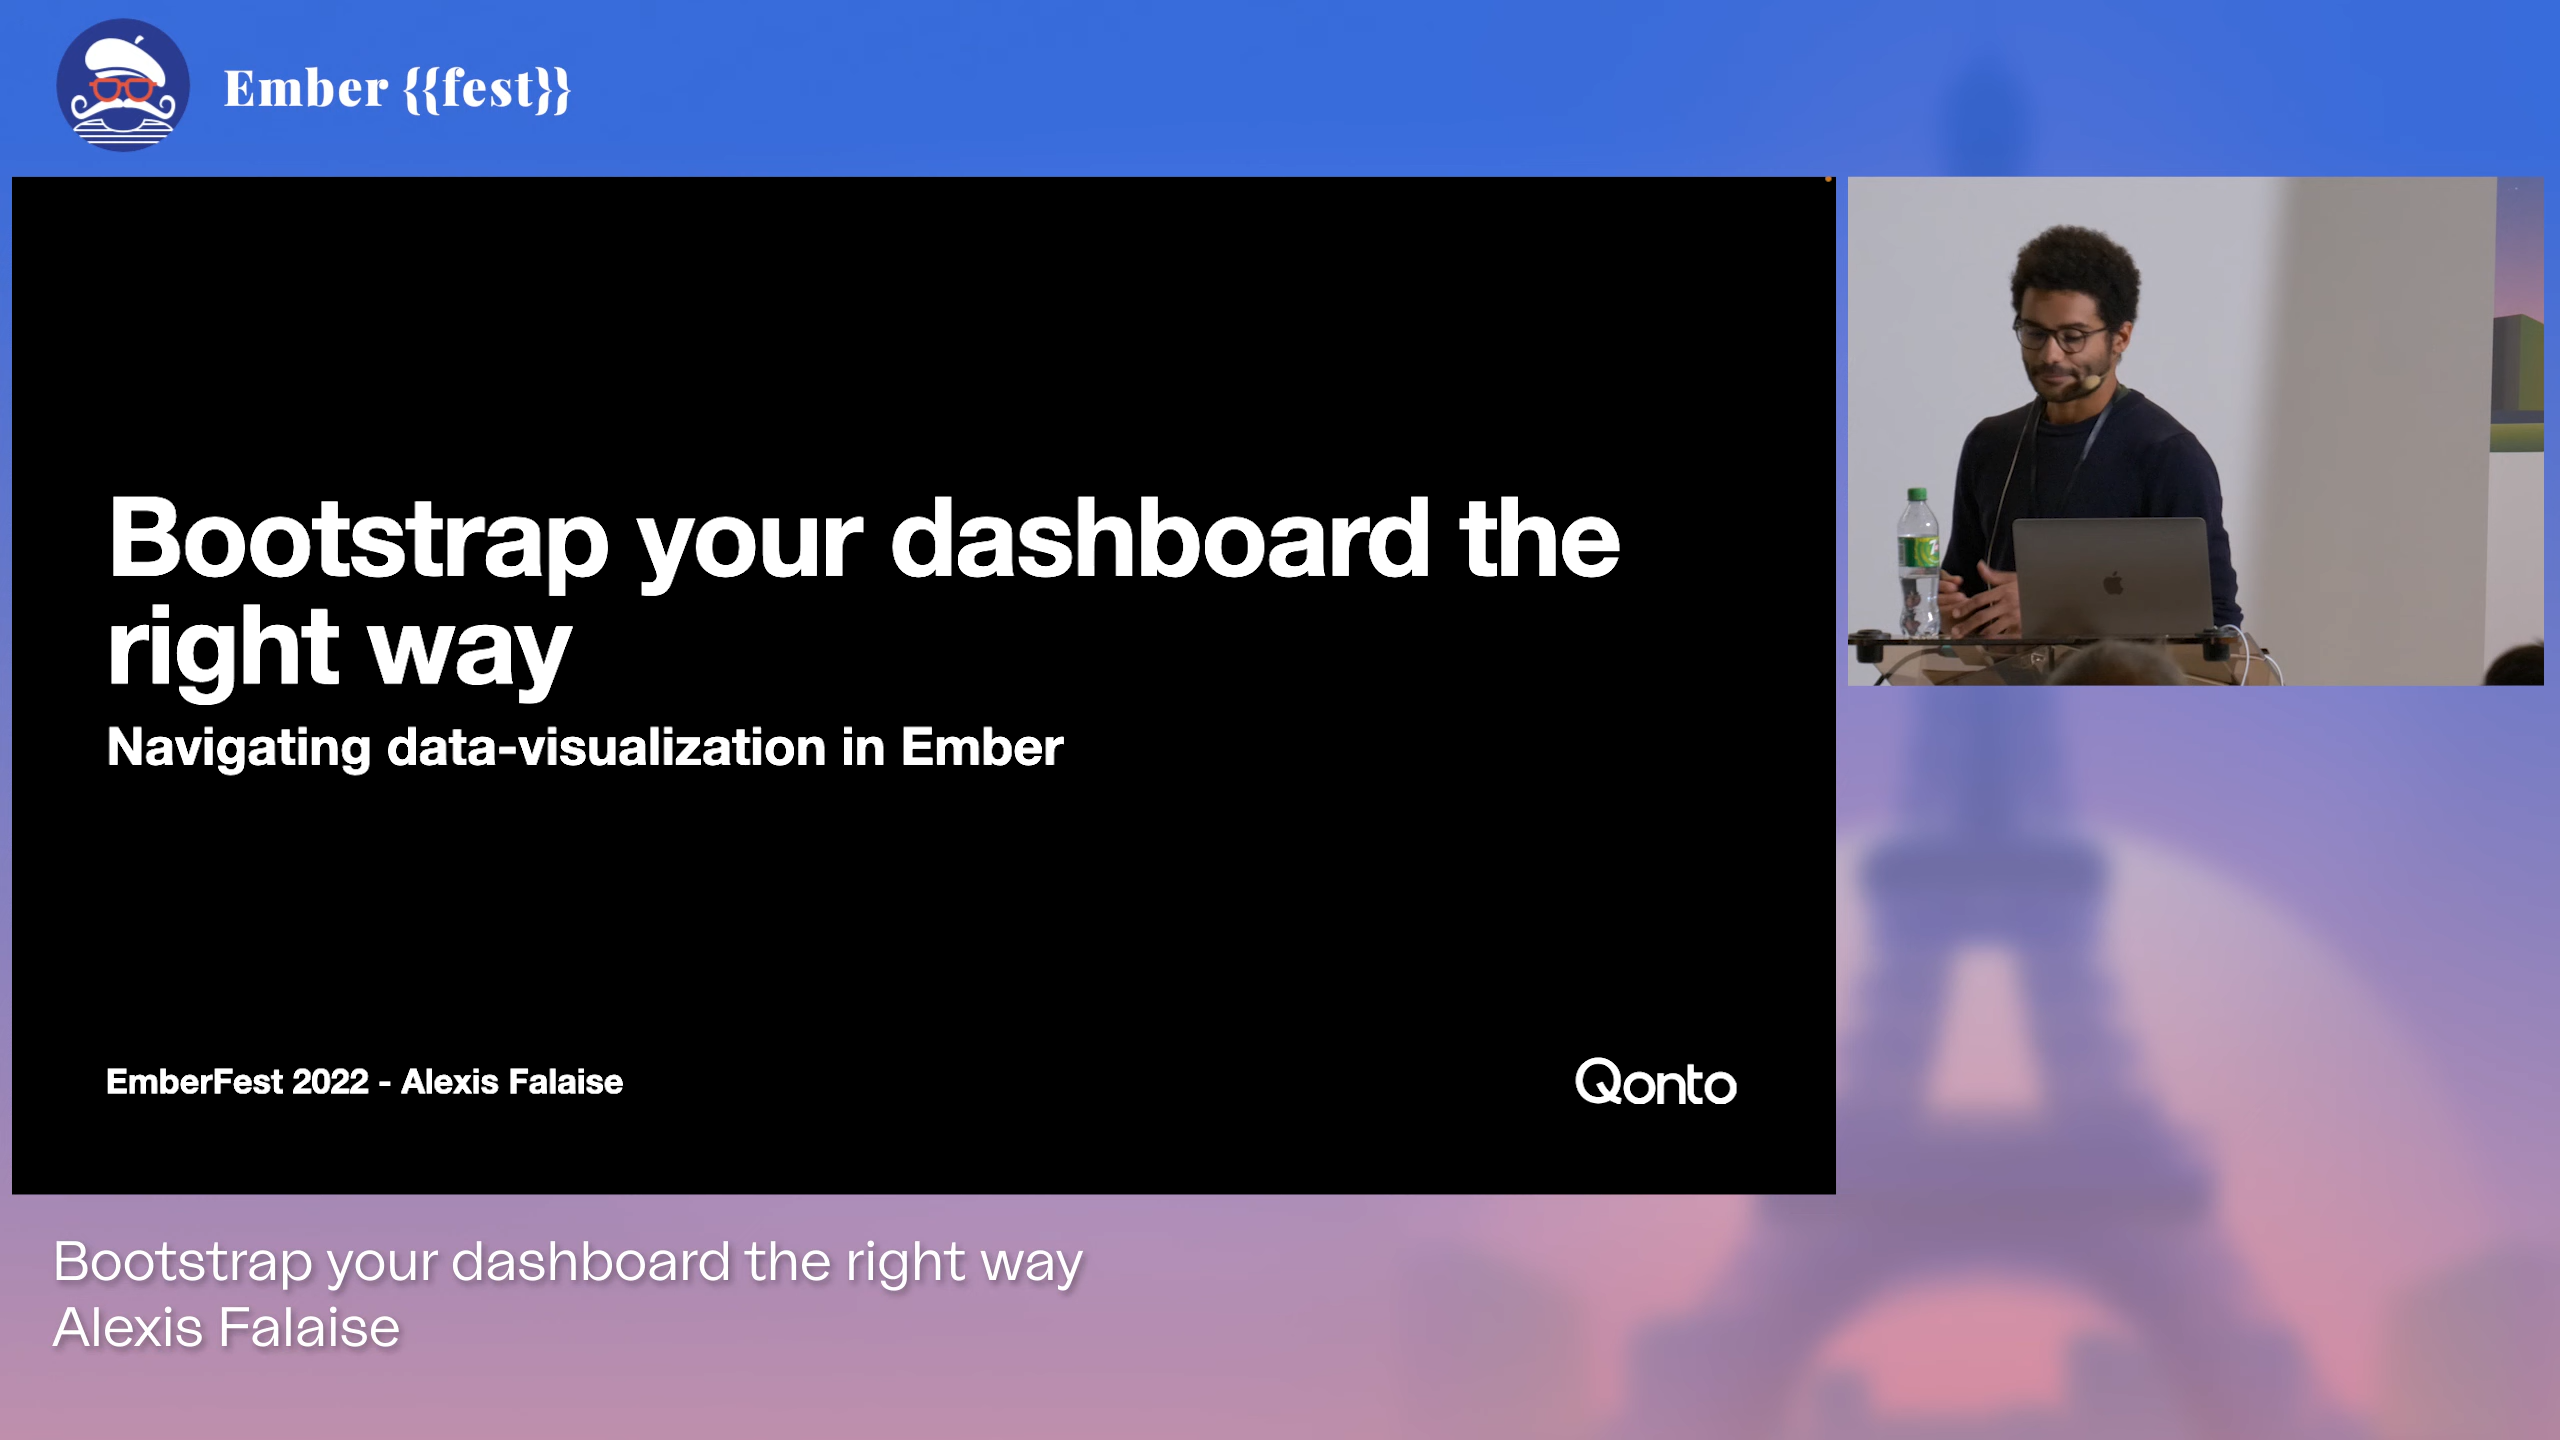 Ember {{fest}}
Bootstrap your dashboard the
right way
Navigating data-visualization in Ember
EmberFest 2022 - Alexis Falaise
Qonto
Bootstrap your dashboard the right way
Alexis Falaise